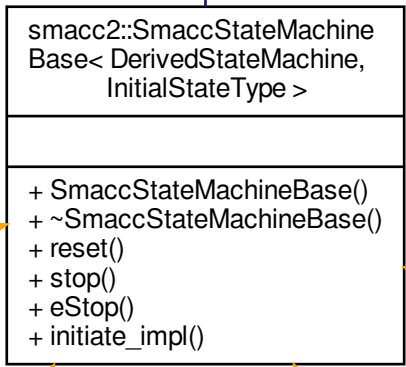 smacc2::SmaccStateMachine
Base< DerivedStateMachine,
InitialStateType >
+ SmaccStateMachineBase()
+ ~SmaccStateMachineBase()
+ reset()
+ stop()
+ eStop()
+ initiate_impl()